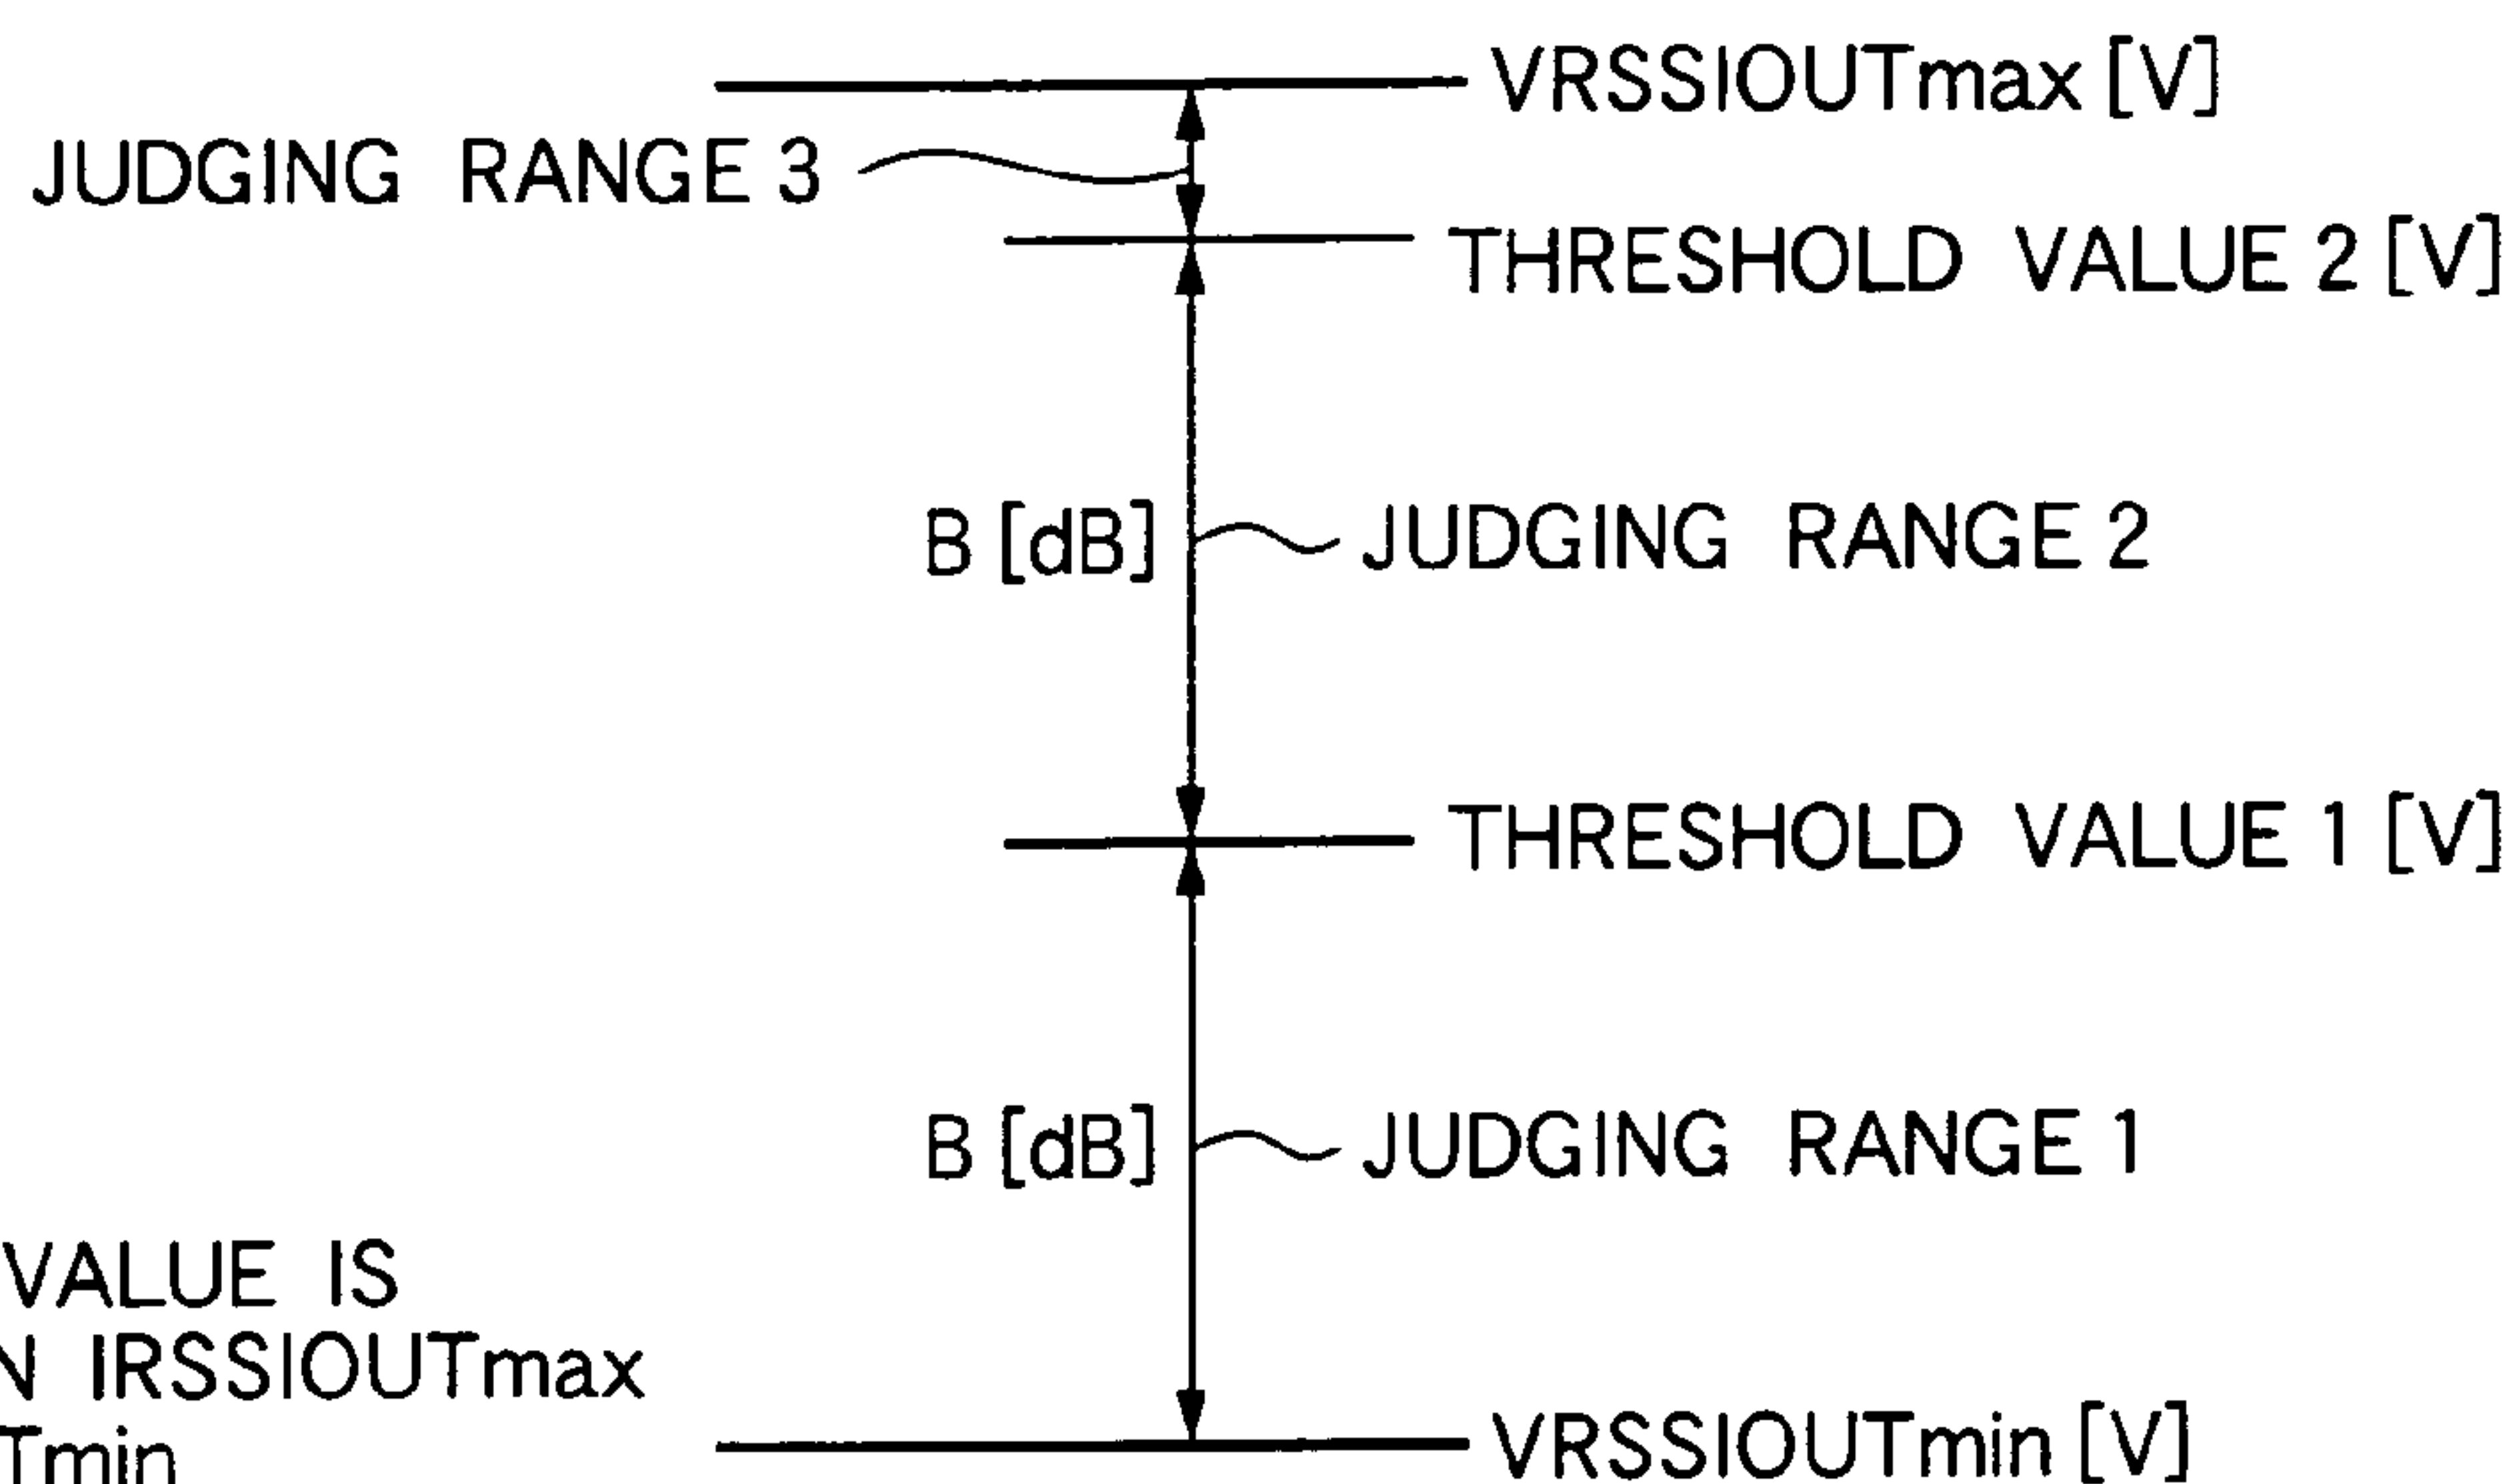 VRSSIOUTmax [V]
JUDGING RANGE 3
THRESHOLD VALUE 2 [V]
B [dB]
JUDGING RANGE 2
THRESHOLD VALUE 1 [V]
B [dB]
JUDGING RANGE 1
VALUE IS
IRSSIOUTmax
VRSSIOUTmin [V]